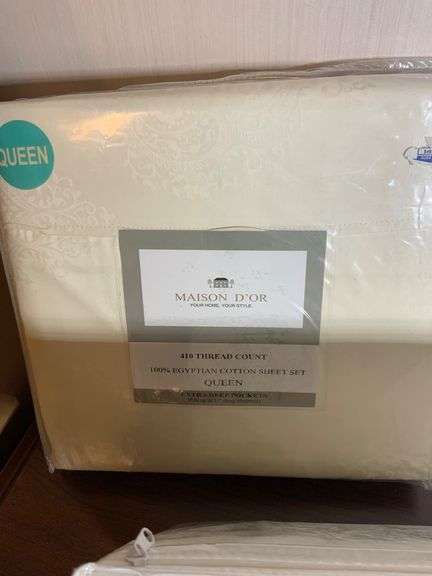 QUEEN
MAISON D'OR
YOUR HOME, YOUR STYLE.
410 THREAD COUNT
100% EGYPTIAN COTTON SHEET SET
QUEEN
EXTRA DEEP POCKETS